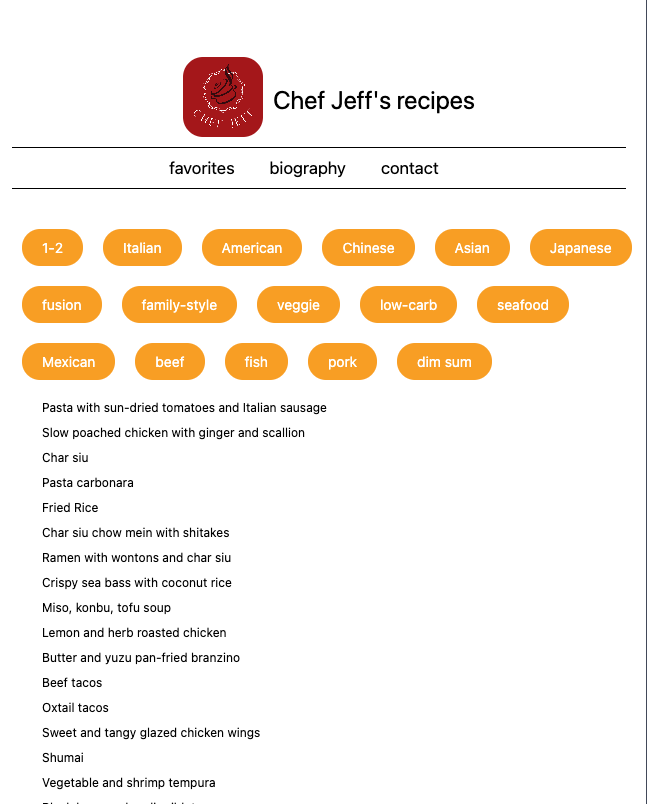 CHEF JEFF
Chef Jeff's recipes
favorites biography contact
1-2 Italian American Chinese Asian Japanese
fusion family-style veggie low-carb seafood
Mexican beef fish pork dim sum
Pasta with sun-dried tomatoes and Italian sausage
Slow poached chicken with ginger and scallion
Char siu
Pasta carbonara
Fried Rice
Char siu chow mein with shitakes
Ramen with wontons and char siu
Crispy sea bass with coconut rice
Miso, konbu, tofu soup
Lemon and herb roasted chicken
Butter and yuzu pan-fried branzino
Beef tacos
Oxtail tacos
Sweet and tangy glazed chicken wings
Shumai
Vegetable and shrimp tempura